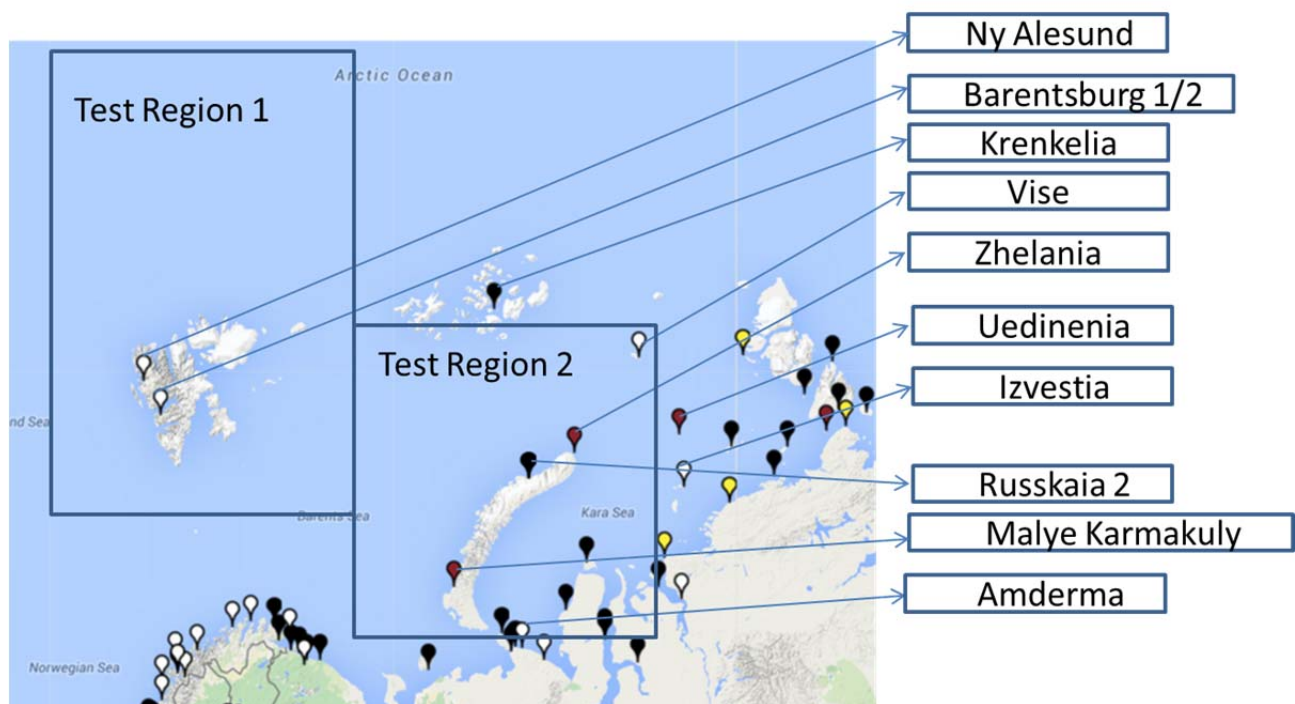 Ny Alesund
Arctic Ocean
Test Region 1
Barentsburg 1/2
Krenkelia
Vise
Zhelania
Uedinenia
Test Region 2
Izvestia
nd Sea
Russkaia 2
Barents Sea
Kara Sea
Malye Karmakuly
Amderma
Norwegian Sea